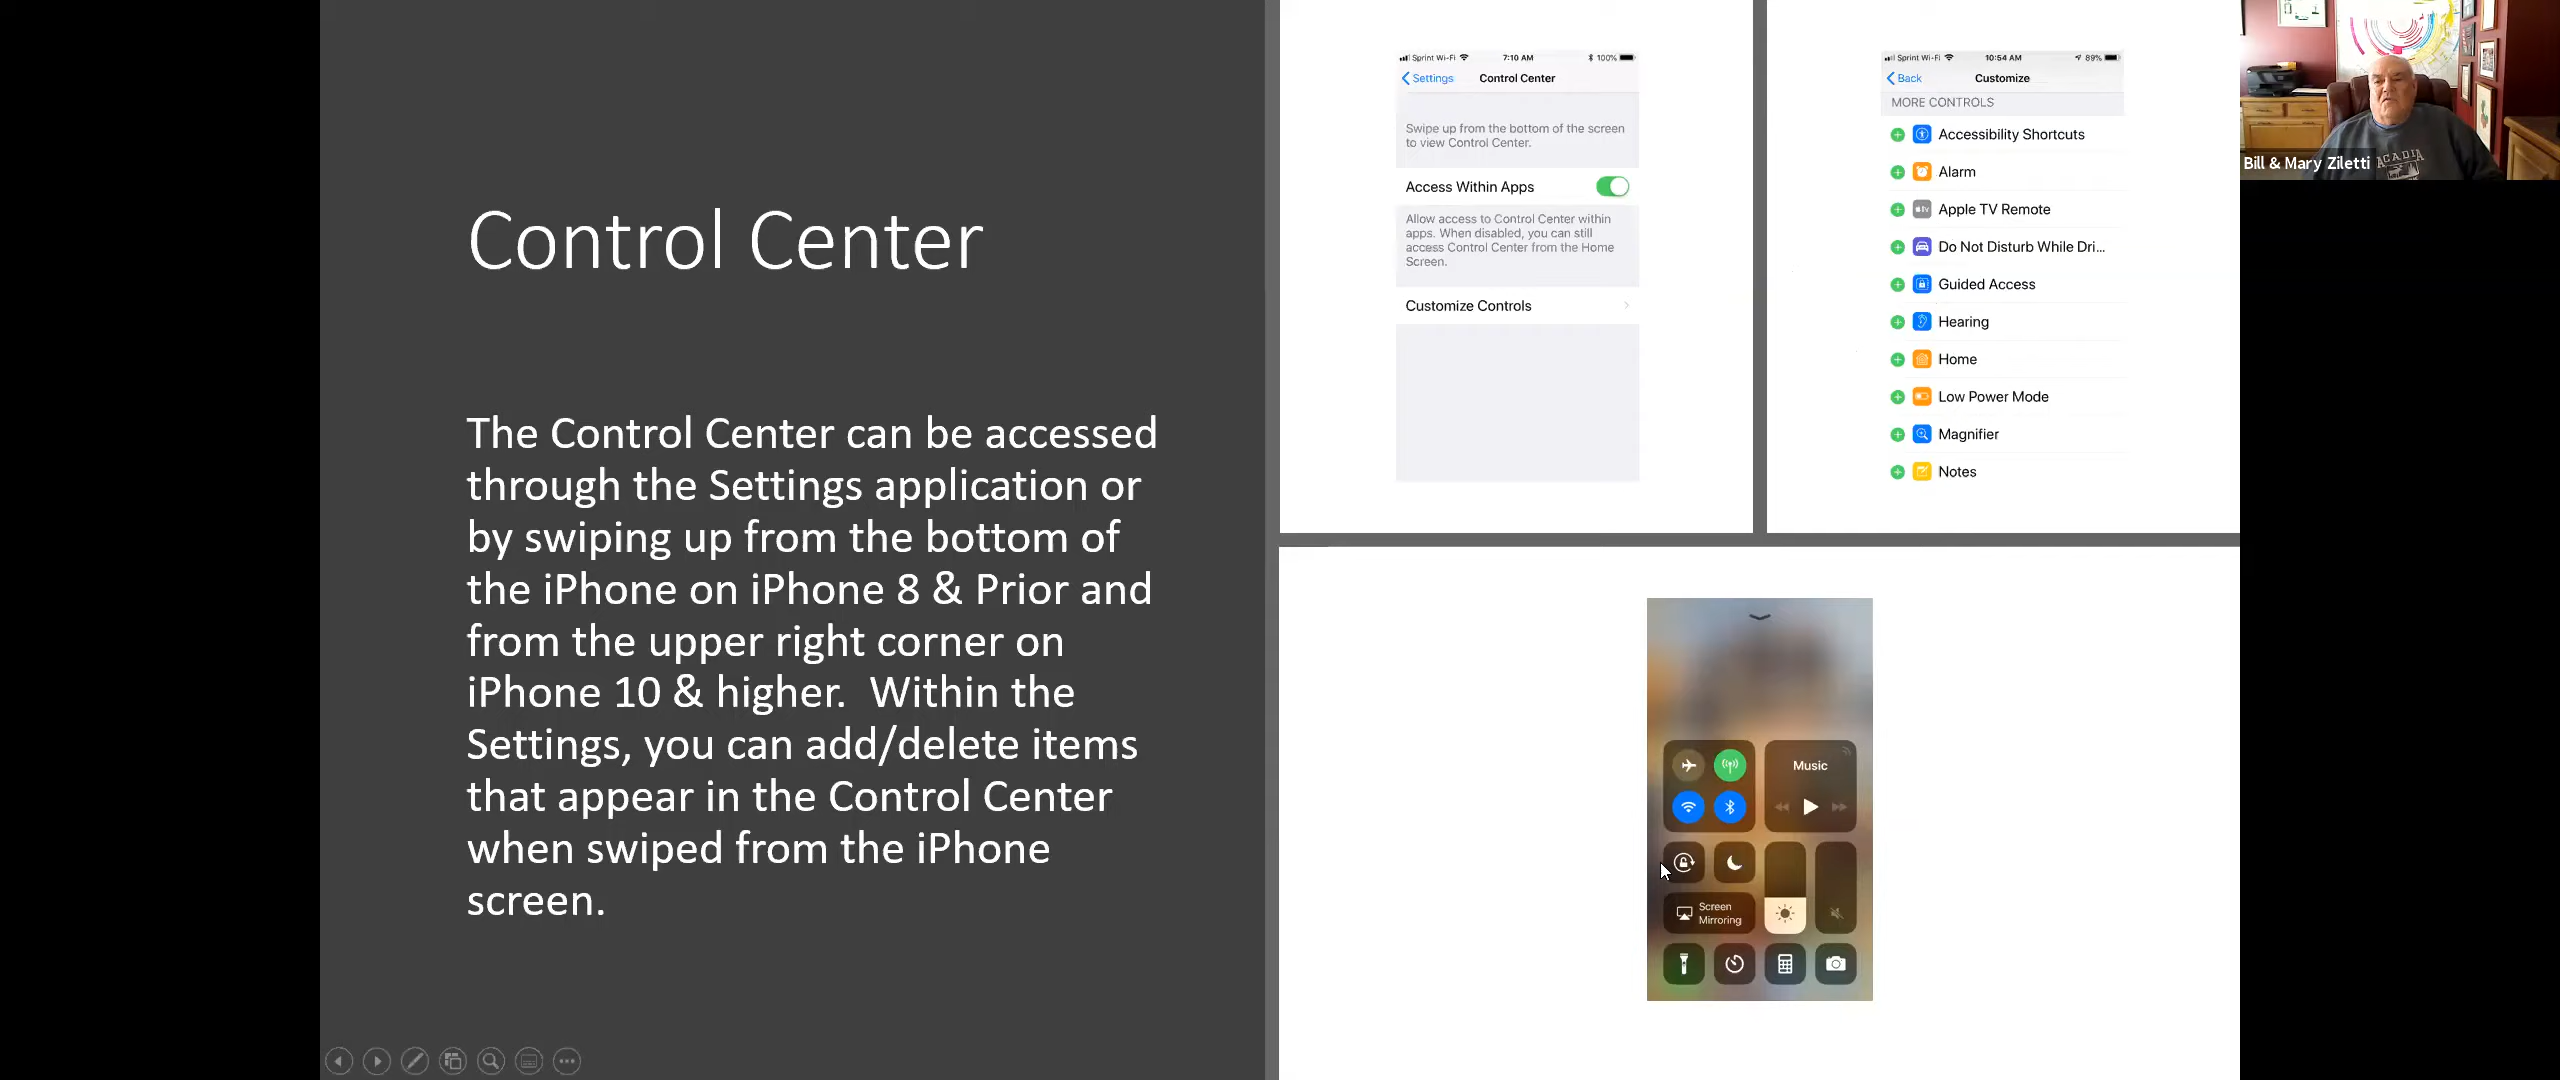 Control Center
The Control Center can be accessed
through the Settings application or
by swiping up from the bottom of
the iPhone on iPhone 8 & Prior and
from the upper right corner on
iPhone 10 & higher.  Within the
Settings, you can add/delete items
that appear in the Control Center
when swiped from the iPhone
screen.
Sprint Wi-Fi 7:10 AM 100%
Settings Control Center
Swipe up from the bottom of the screen
to view Control Center.
Access Within Apps
Allow access to Control Center within
apps. When disabled, you can still
access Control Center from the Home
Screen.
Customize Controls
Sprint Wi-Fi 10:54 AM 89%
Back Customize
MORE CONTROLS
Accessibility Shortcuts
Alarm
Apple TV Remote
Do Not Disturb While Dri...
Guided Access
Hearing
Home
Low Power Mode
Magnifier
Notes
Music
Screen
Mirroring
Bill & Mary Ziletti
ACADIA